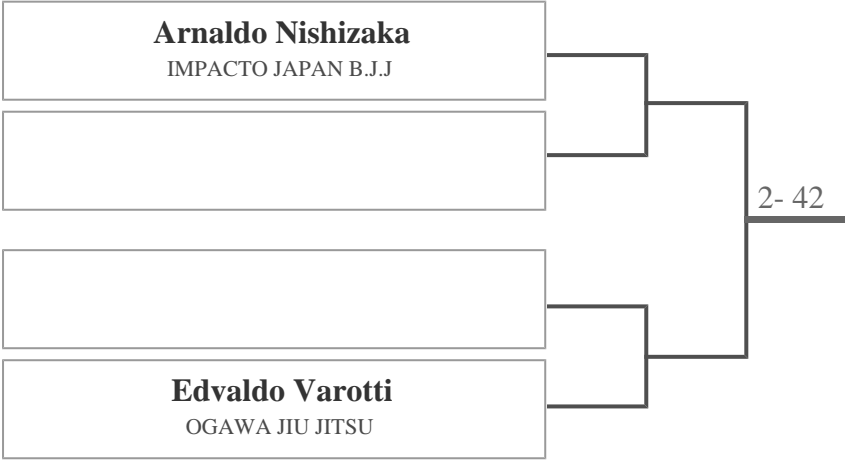 Arnaldo Nishizaka
IMPACTO JAPAN B.J.J
2- 42
Edvaldo Varotti
OGAWA JIU JITSU